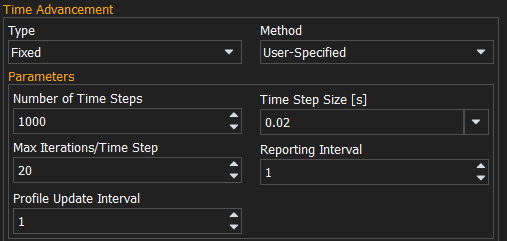 Time Advancement
Type Method
Fixed User-Specified
Parameters
Number of Time Steps Time Step Size [s]
1000 0.02
Max Iterations/Time Step Reporting Interval
20 1
Profile Update Interval
1